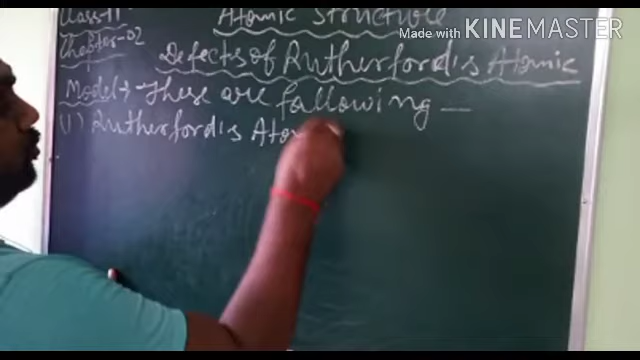 Class-11
Atomic Structure
Made with KINEMASTER
Chapter-02
Defects of Rutherford's Atomic
Model → These are following —
(1) Rutherford's Ato